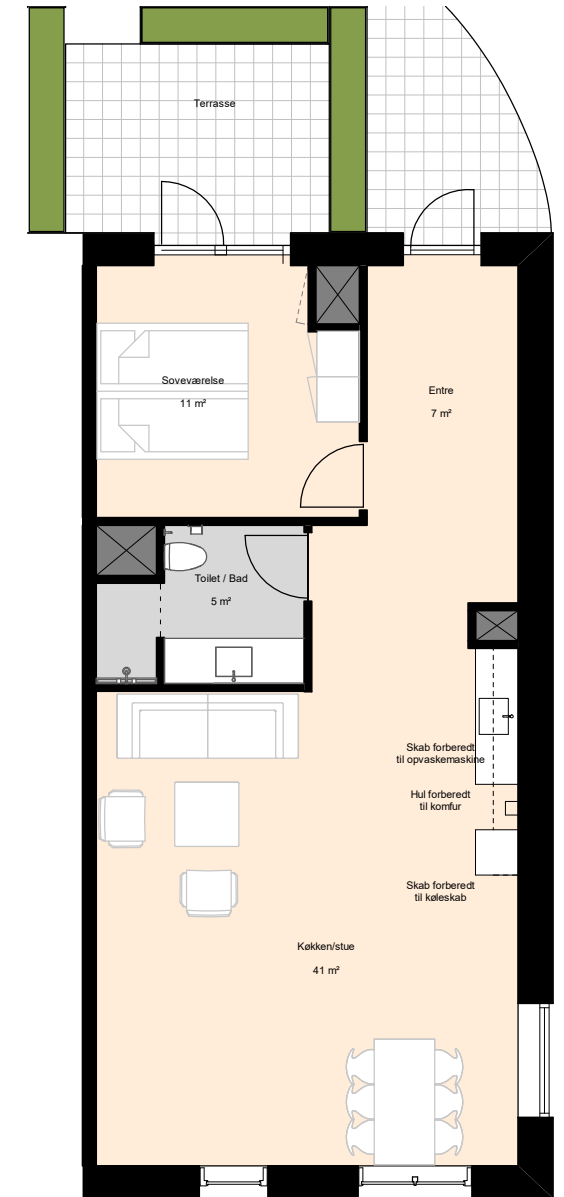 Terrasse
Soveværelse
11 m²
Entre
7 m²
Toilet / Bad
5 m²
Skab forberedt
til opvaskemaskine
Hul forberedt
til komfur
Skab forberedt
til køleskab
Køkken/stue
41 m²